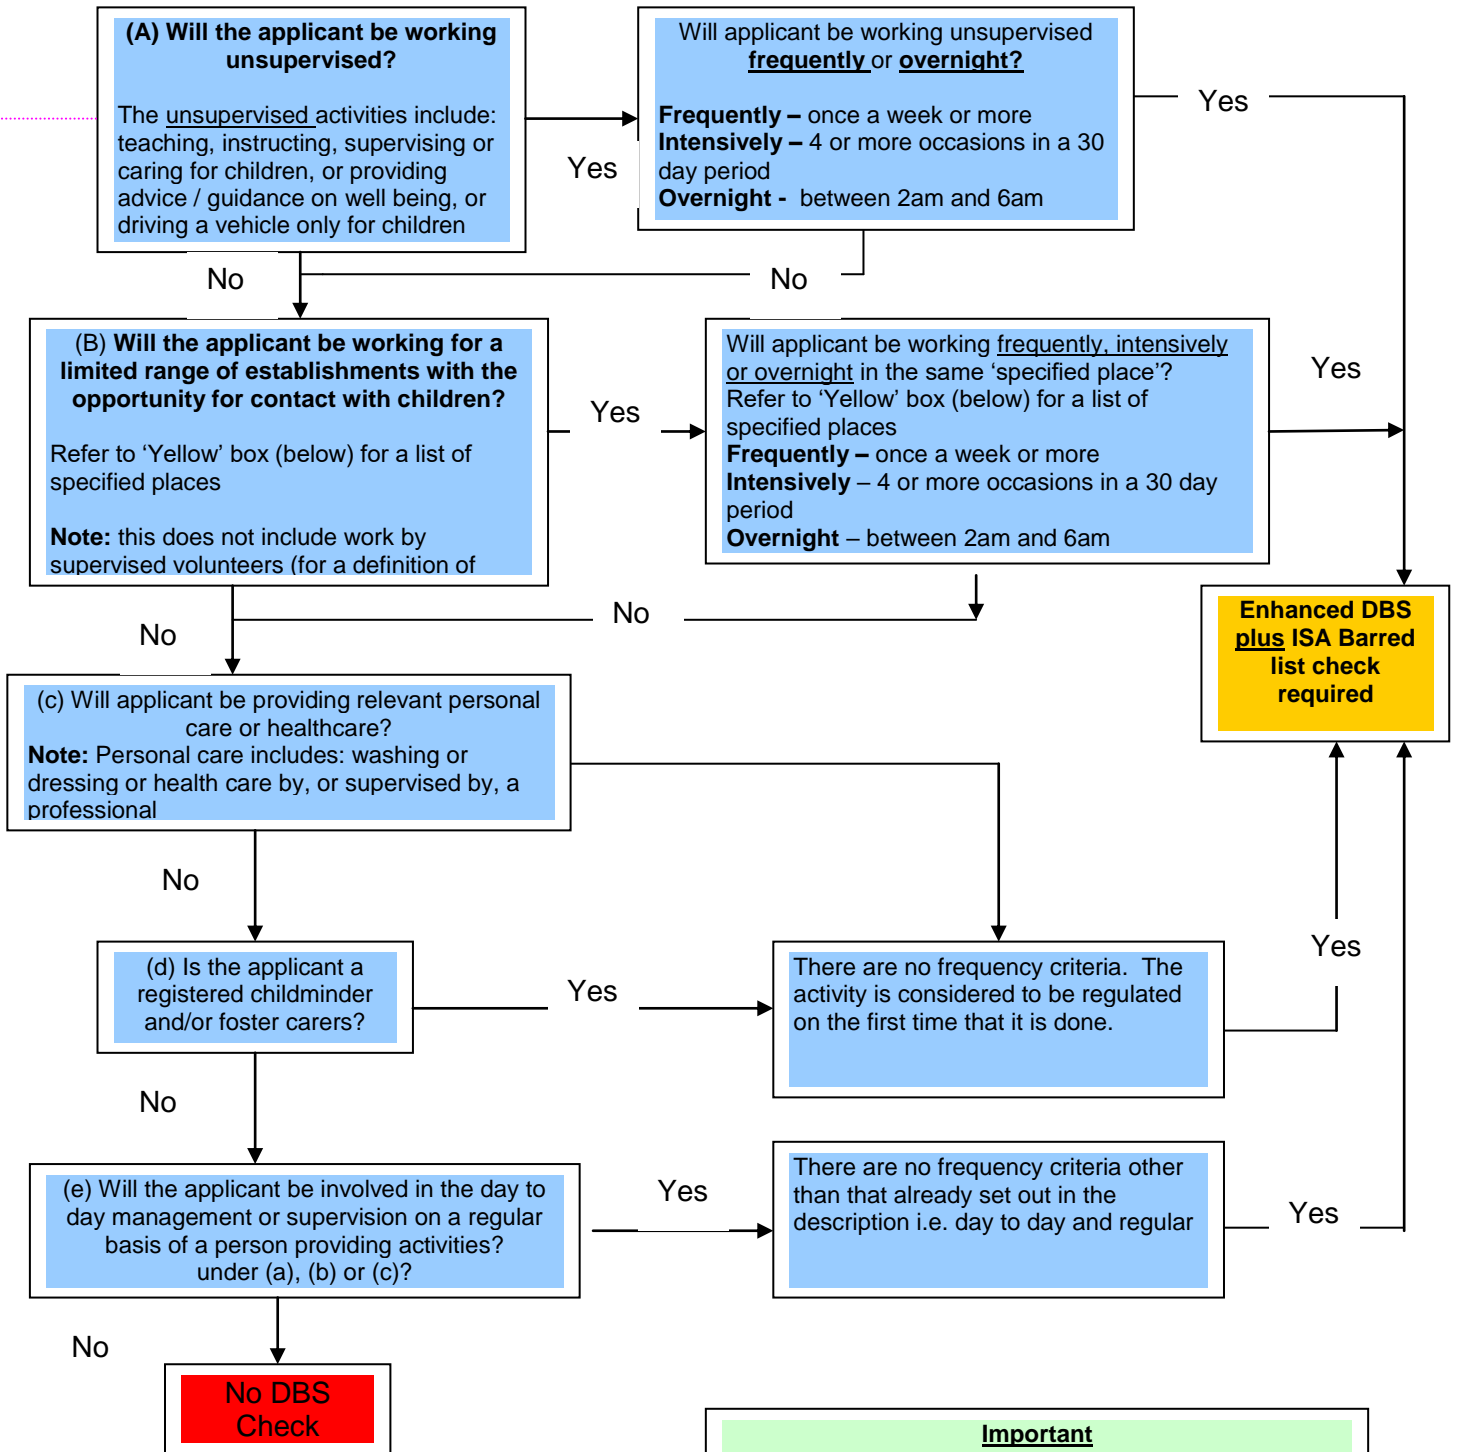 (A) Will the applicant be working
unsupervised?
The unsupervised activities include:
teaching, instructing, supervising or
caring for children, or providing
advice / guidance on well being, or
driving a vehicle only for children
Yes
Will applicant be working unsupervised
frequently or overnight?
Frequently – once a week or more
Intensively – 4 or more occasions in a 30
day period
Overnight - between 2am and 6am
Yes
No
No
(B) Will the applicant be working for a
limited range of establishments with the
opportunity for contact with children?
Refer to ‘Yellow’ box (below) for a list of
specified places
Note: this does not include work by
supervised volunteers (for a definition of
Yes
Will applicant be working frequently, intensively
or overnight in the same ‘specified place’?
Refer to ‘Yellow’ box (below) for a list of
specified places
Frequently – once a week or more
Intensively – 4 or more occasions in a 30 day
period
Overnight – between 2am and 6am
Yes
No
No
Enhanced DBS
plus ISA Barred
list check
required
(c) Will applicant be providing relevant personal
care or healthcare?
Note: Personal care includes: washing or
dressing or health care by, or supervised by, a
professional
No
(d) Is the applicant a
registered childminder
and/or foster carers?
Yes
There are no frequency criteria. The
activity is considered to be regulated
on the first time that it is done.
Yes
No
(e) Will the applicant be involved in the day to
day management or supervision on a regular
basis of a person providing activities?
under (a), (b) or (c)?
Yes
There are no frequency criteria other
than that already set out in the
description i.e. day to day and regular
Yes
No
No DBS
Check
Important